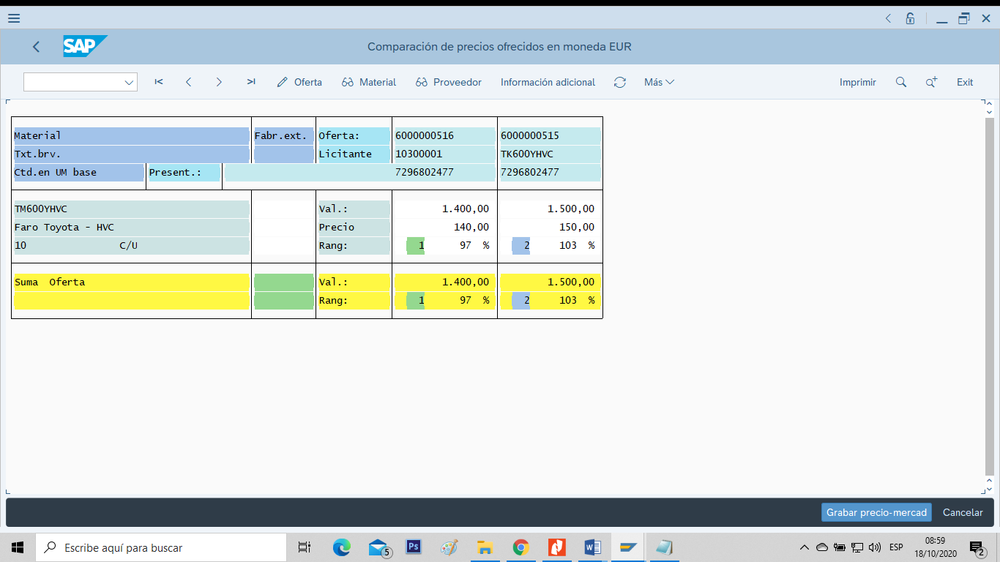 SAP
Comparación de precios ofrecidos en moneda EUR
Oferta Material Proveedor Información adicional Más Imprimir Exit
Material Fabr.ext. Oferta: 6000000516 6000000515
Txt.brv. Licitante 10300001 TK600YHVC
Ctd.en UM base Present.: 7296802477 7296802477
TM600YHVC Val.: 1.400,00 1.500,00
Faro Toyota - HVC Precio 140,00 150,00
10 C/U Rang: 1 97 % 2 103 %
Suma Oferta Val.: 1.400,00 1.500,00
Rang: 1 97 % 2 103 %
Grabar precio-mercad Cancelar
Escribe aquí para buscar 5 Ps W ESP 08:59
18/10/2020 2